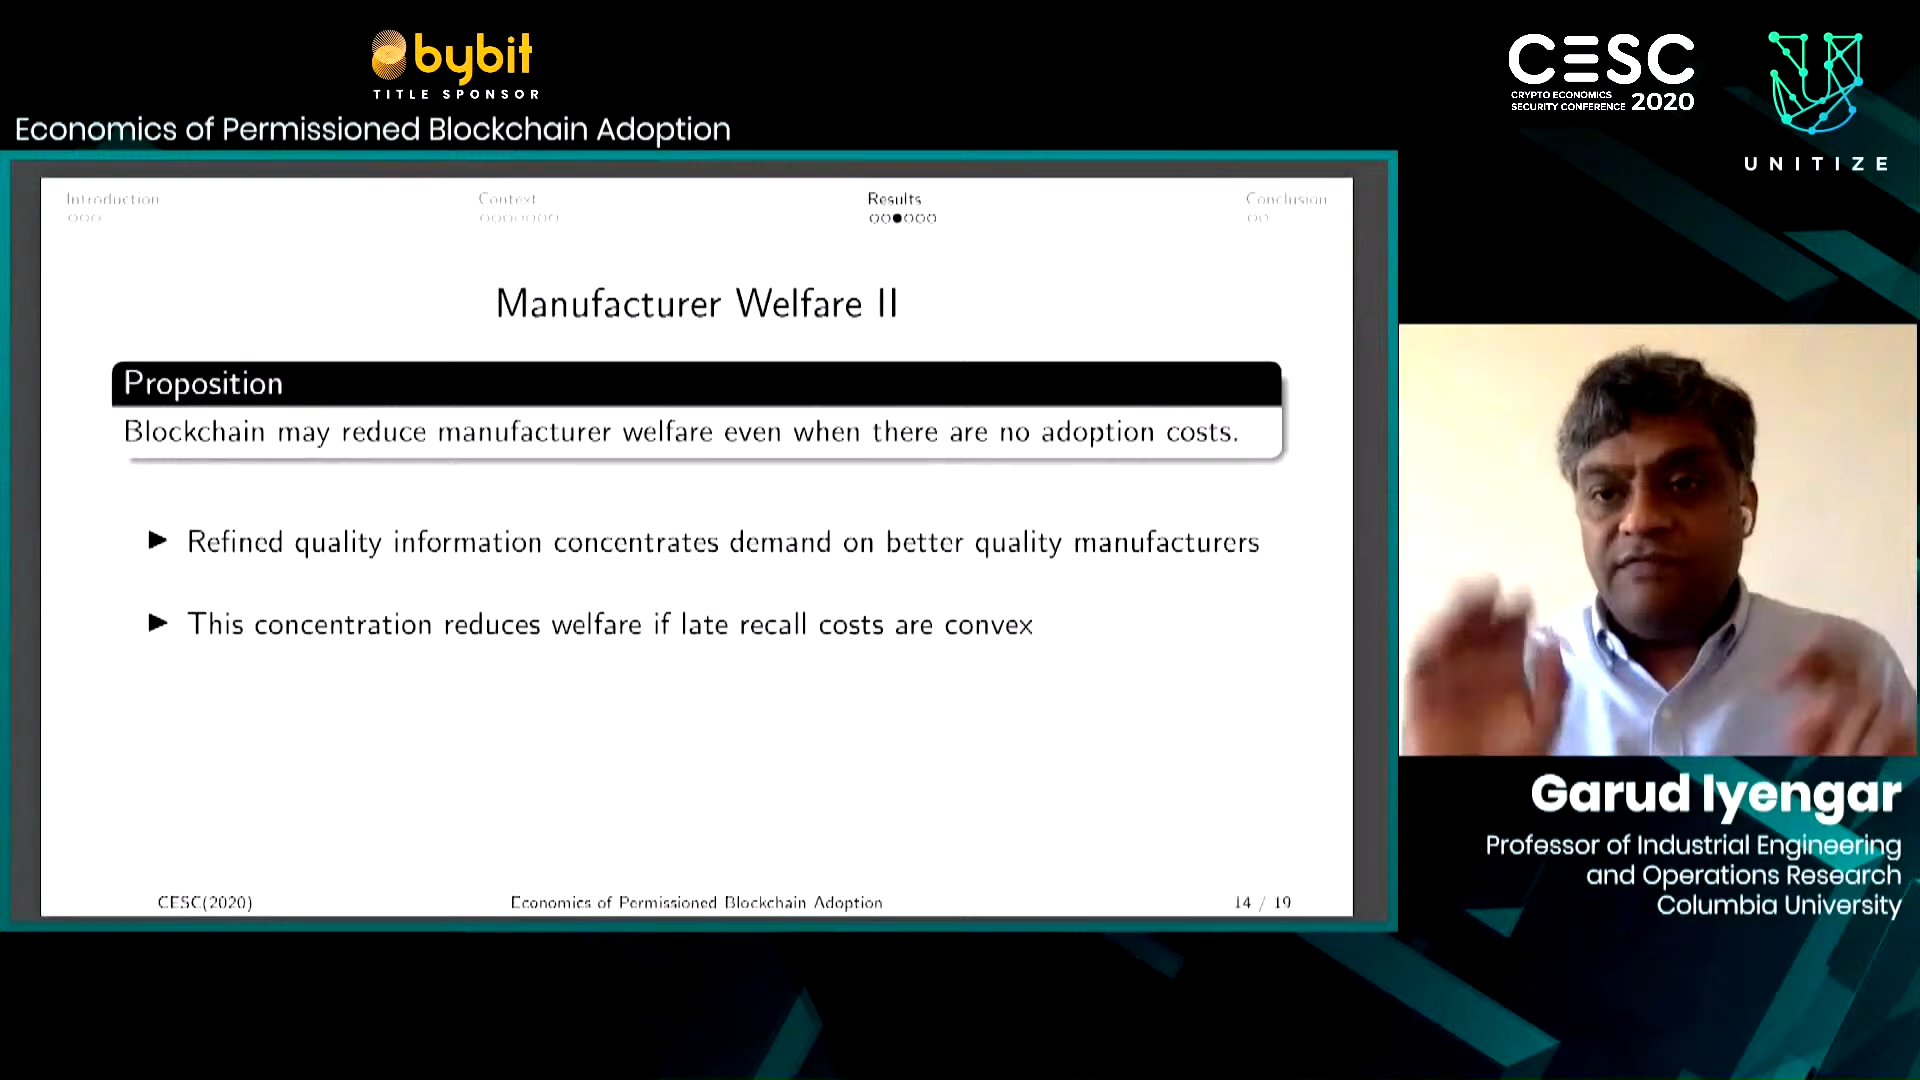 bybit
TITLE SPONSOR
Economics of Permissioned Blockchain Adoption
CESC
CRYPTO ECONOMICS
SECURITY CONFERENCE 2020
UNITIZE
Introduction
Context
Results
Conclusion
Manufacturer Welfare II
Proposition
Blockchain may reduce manufacturer welfare even when there are no adoption costs.
Refined quality information concentrates demand on better quality manufacturers
This concentration reduces welfare if late recall costs are convex
CESC(2020)
Economics of Permissioned Blockchain Adoption
14 / 19
Garud Iyengar
Professor of Industrial Engineering
and Operations Research
Columbia University